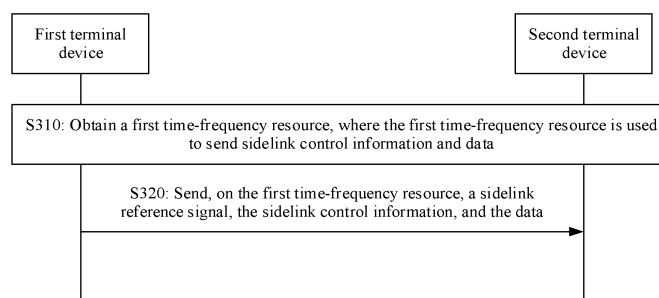 First terminal
device
Second terminal
device
S310: Obtain a first time-frequency resource, where the first time-frequency resource is used
to send sidelink control information and data
S320: Send, on the first time-frequency resource, a sidelink
reference signal, the sidelink control information, and the data